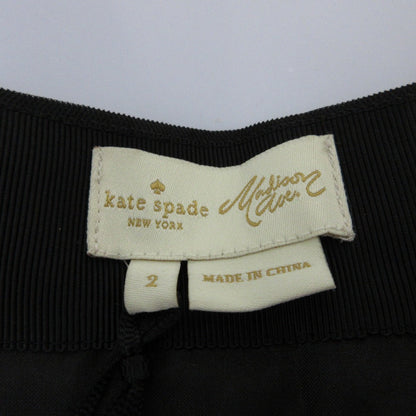 kate spade
NEW YORK
Madison
Ave.
2
MADE IN CHINA